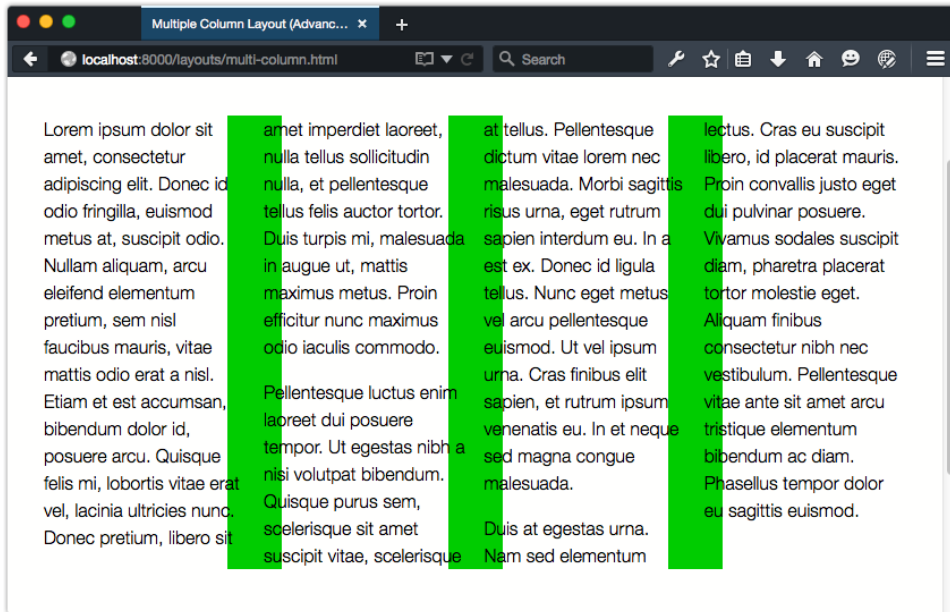 Multiple Column Layout (Advanc... ×
+
localhost:8000/layouts/multi-column.html
Search
Lorem ipsum dolor sit
amet, consectetur
adipiscing elit. Donec id
odio fringilla, euismod
metus at, suscipit odio.
Nullam aliquam, arcu
eleifend elementum
pretium, sem nisl
faucibus mauris, vitae
mattis odio erat a nisl.
Etiam et est accumsan,
bibendum dolor id,
posuere arcu. Quisque
felis mi, lobortis vitae erat
vel, lacinia ultricies nunc.
Donec pretium, libero sit
amet imperdiet laoreet,
nulla tellus sollicitudin
nulla, et pellentesque
tellus felis auctor tortor.
Duis turpis mi, malesuada
in augue ut, mattis
maximus metus. Proin
efficitur nunc maximus
odio iaculis commodo.
Pellentesque luctus enim
laoreet dui posuere
tempor. Ut egestas nibh a
nisi volutpat bibendum.
Quisque purus sem,
scelerisque sit amet
suscipit vitae, scelerisque
at tellus. Pellentesque
dictum vitae lorem nec
malesuada. Morbi sagittis
risus urna, eget rutrum
sapien interdum eu. In a
est ex. Donec id ligula
tellus. Nunc eget metus
vel arcu pellentesque
euismod. Ut vel ipsum
urna. Cras finibus elit
sapien, et rutrum ipsum
venenatis eu. In et neque
sed magna congue
malesuada.
Duis at egestas urna.
Nam sed elementum
lectus. Cras eu suscipit
libero, id placerat mauris.
Proin convallis justo eget
dui pulvinar posuere.
Vivamus sodales suscipit
diam, pharetra placerat
tortor molestie eget.
Aliquam finibus
consectetur nibh nec
vestibulum. Pellentesque
vitae ante sit amet arcu
tristique elementum
bibendum ac diam.
Phasellus tempor dolor
eu sagittis euismod.